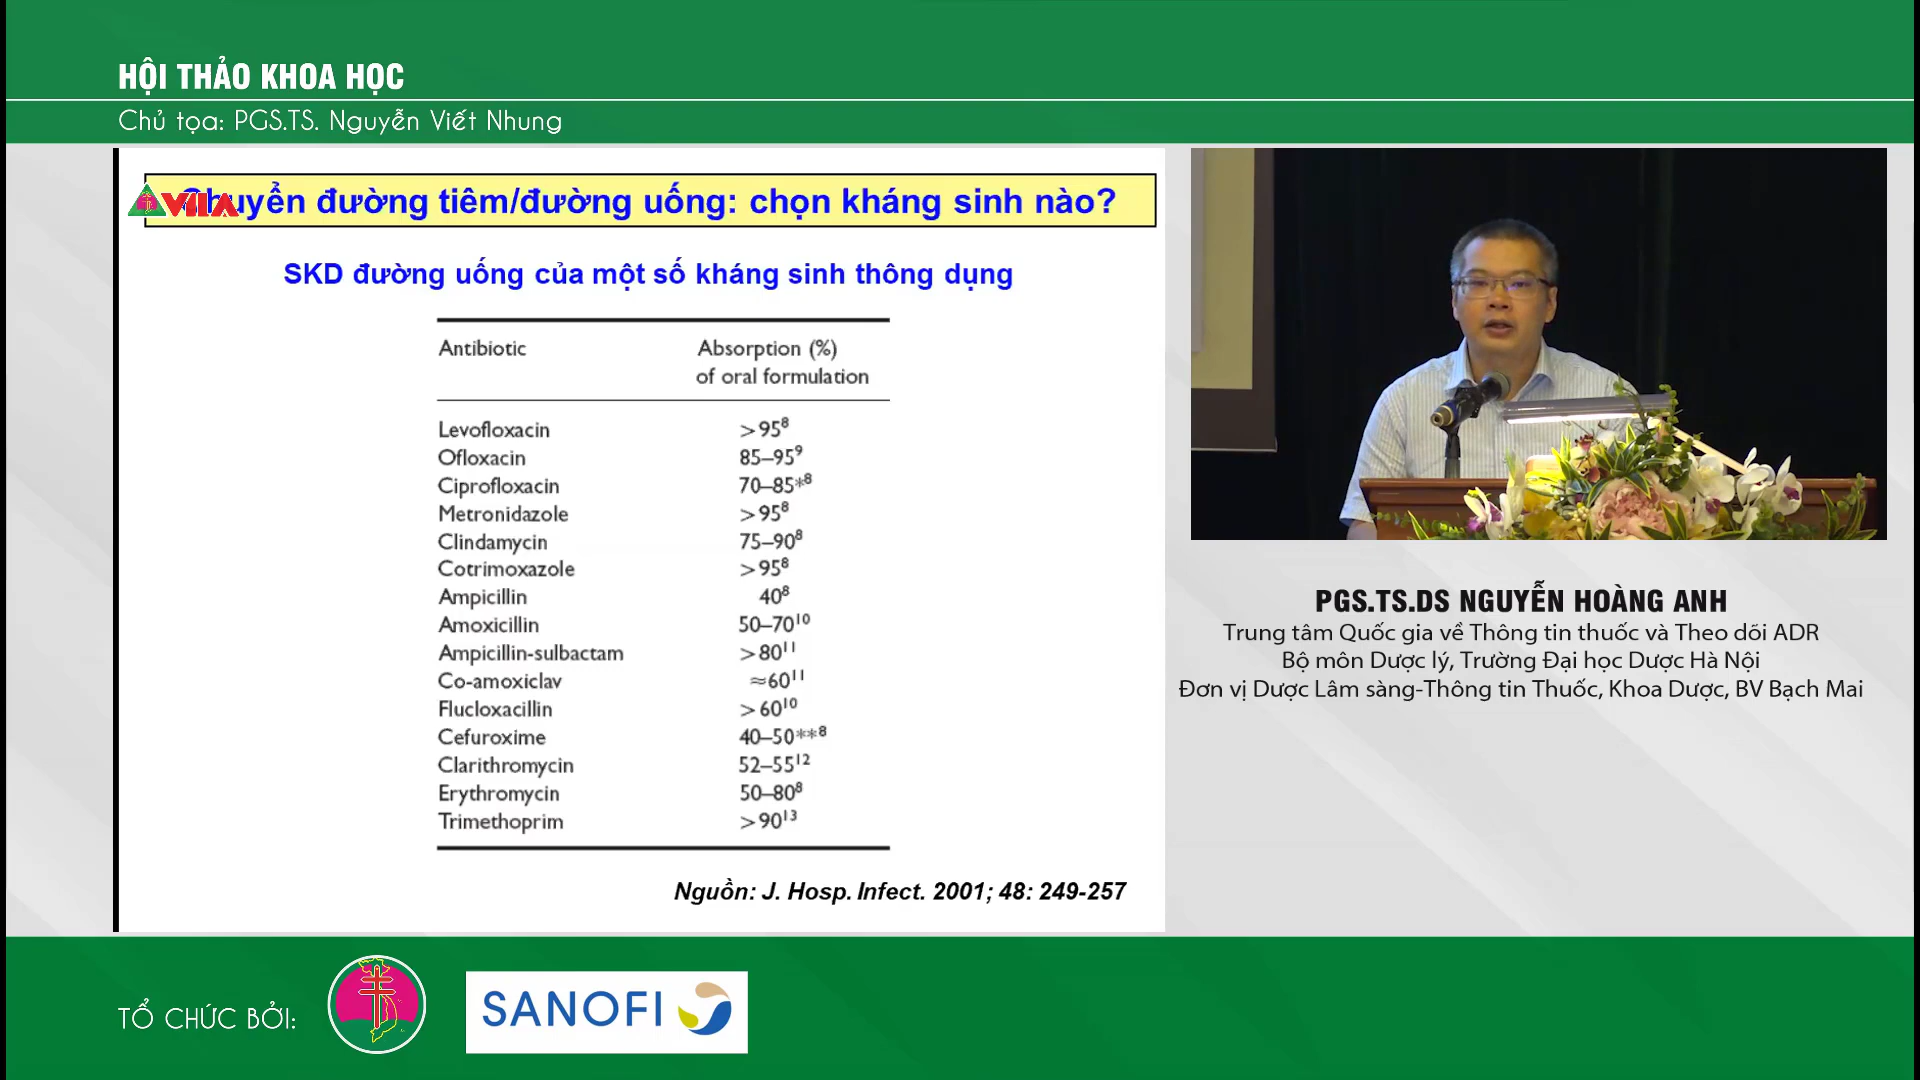 HỘI THẢO KHOA HỌC
Chủ tọa: PGS.TS. Nguyễn Viết Nhung
VILA
Chuyển đường tiêm/đường uống: chọn kháng sinh nào?
SKD đường uống của một số kháng sinh thông dụng
Antibiotic Absorption (%)
of oral formulation
Levofloxacin >95⁸
Ofloxacin 85–95⁹
Ciprofloxacin 70–85*⁸
Metronidazole >95⁸
Clindamycin 75–90⁸
Cotrimoxazole >95⁸
Ampicillin 40⁸
Amoxicillin 50–70¹⁰
Ampicillin-sulbactam >80¹¹
Co-amoxiclav ≈60¹¹
Flucloxacillin >60¹⁰
Cefuroxime 40–50**⁸
Clarithromycin 52–55¹²
Erythromycin 50–80⁸
Trimethoprim >90¹³
Nguồn: J. Hosp. Infect. 2001; 48: 249-257
PGS.TS.DS NGUYỄN HOÀNG ANH
Trung tâm Quốc gia về Thông tin thuốc và Theo dõi ADR
Bộ môn Dược lý, Trường Đại học Dược Hà Nội
Đơn vị Dược Lâm sàng-Thông tin Thuốc, Khoa Dược, BV Bạch Mai
TỔ CHỨC BỞI:
SANOFI